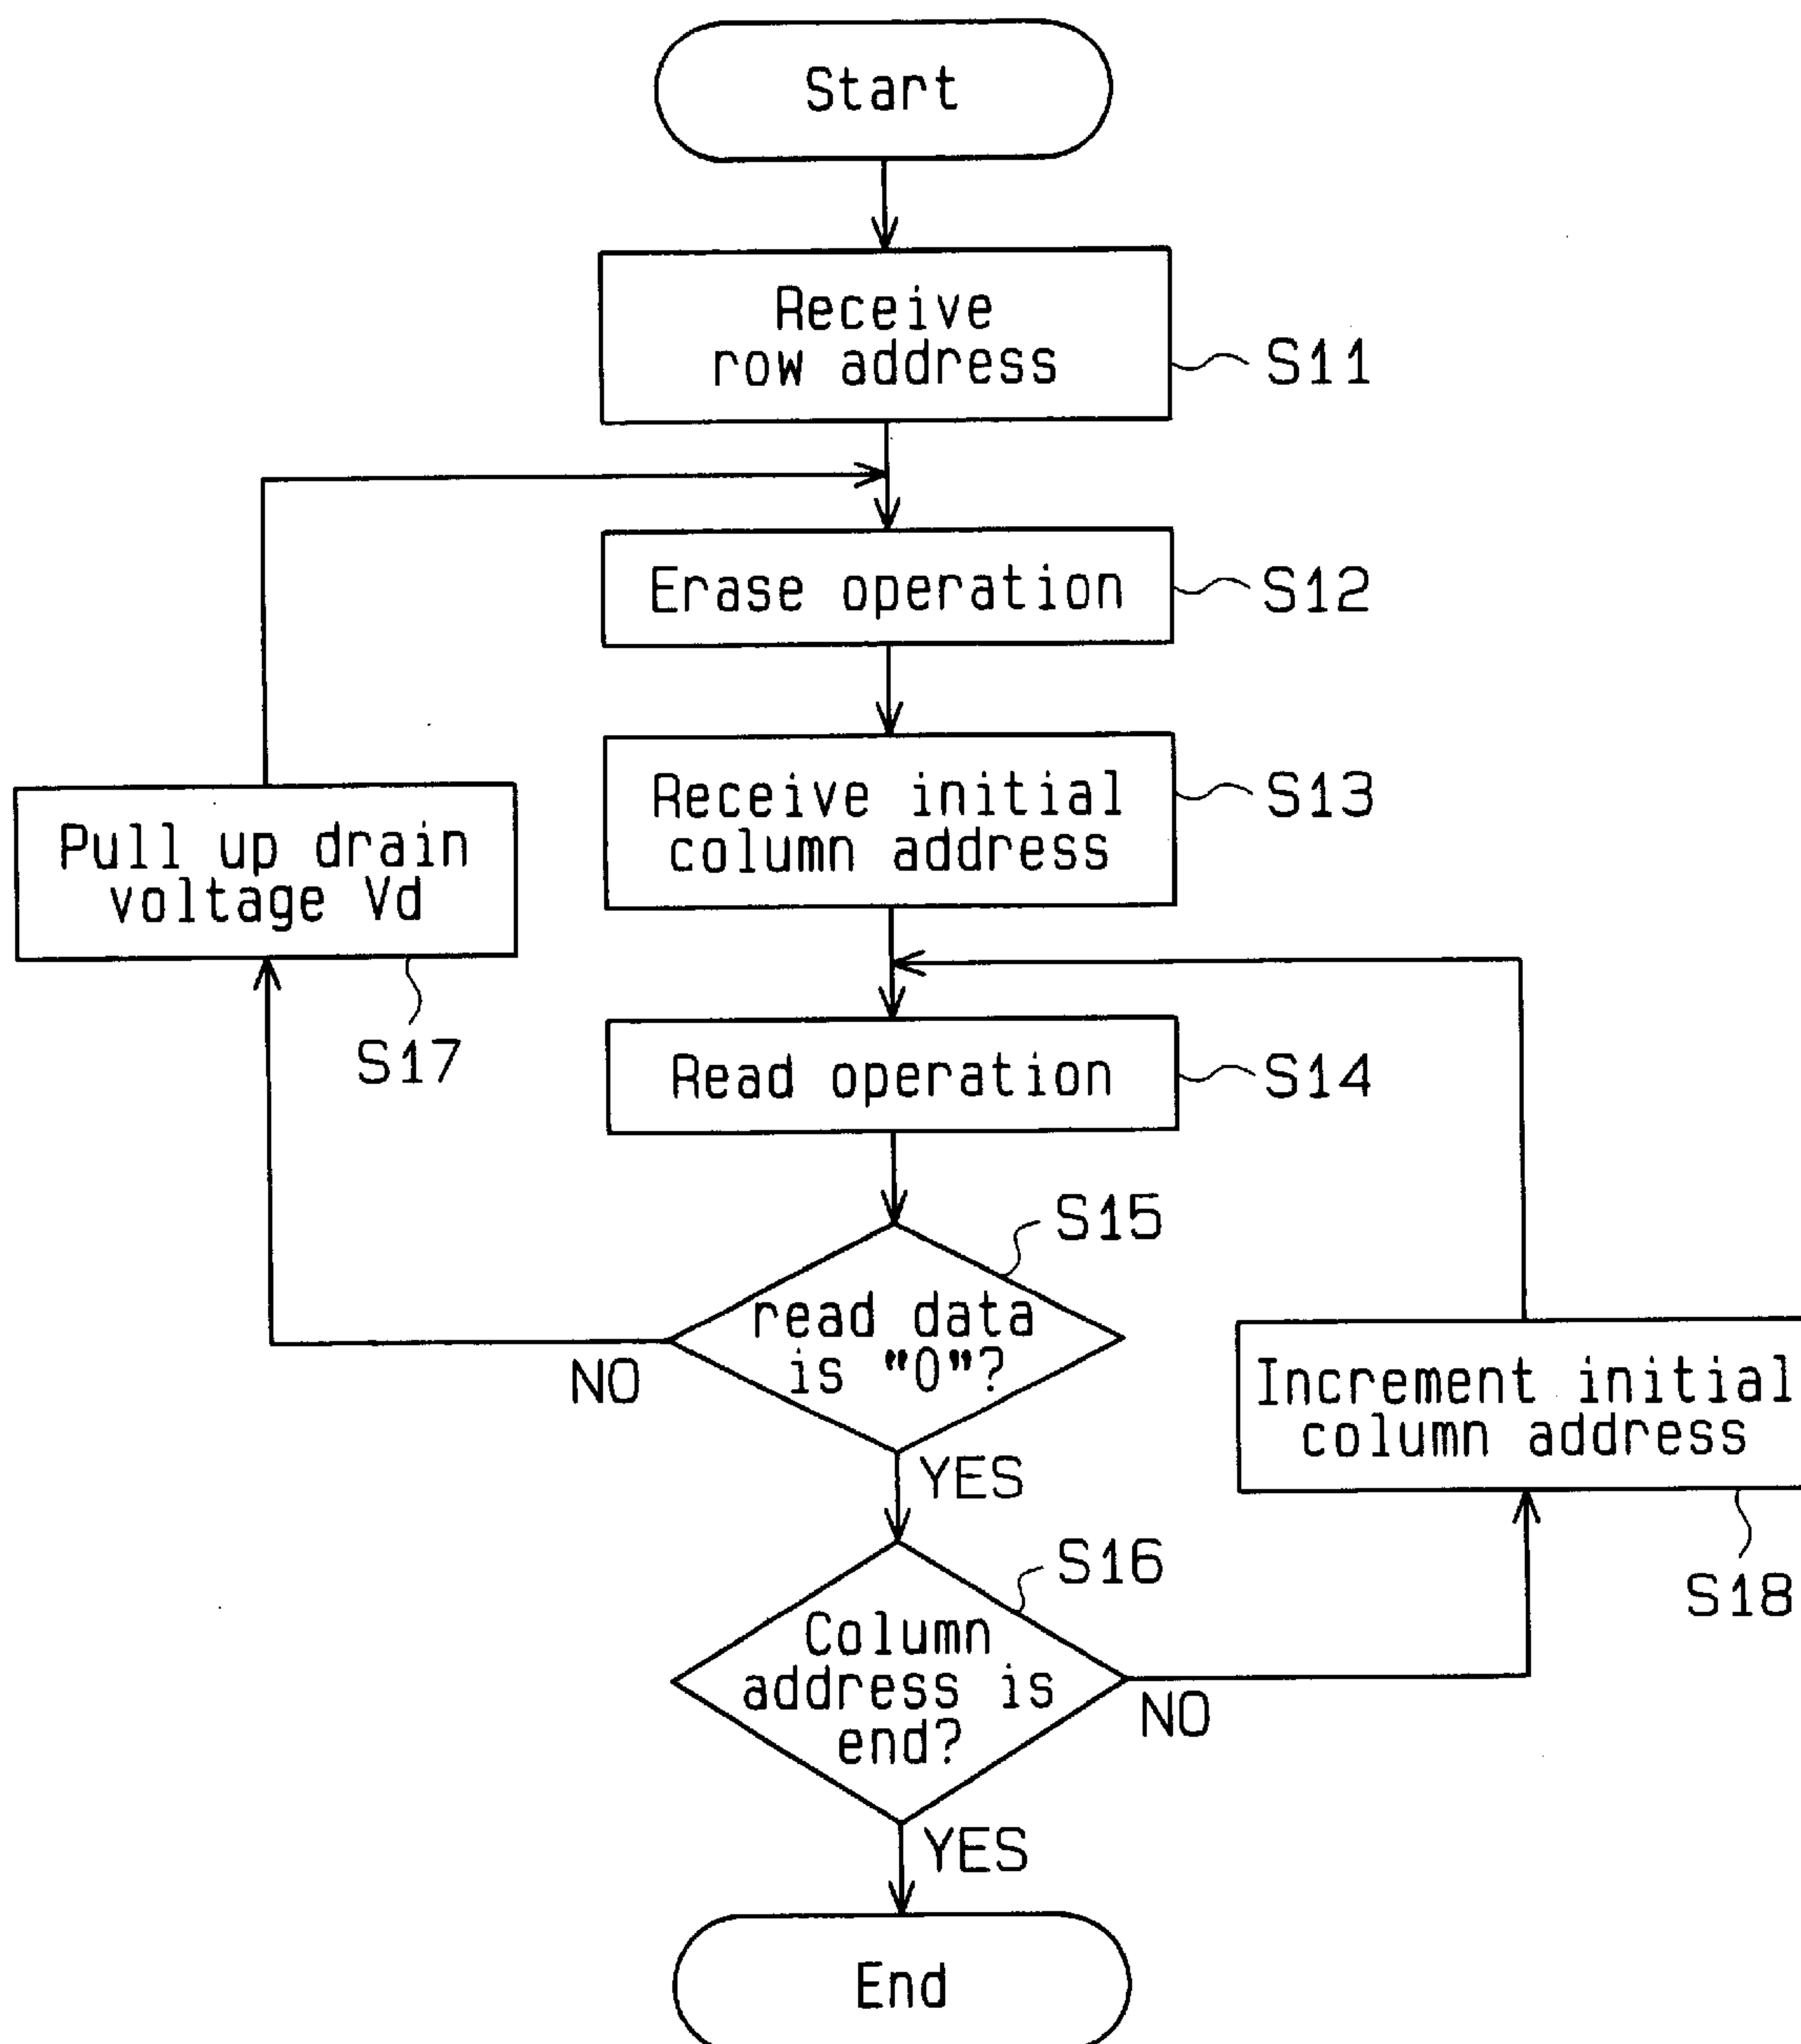 Start
Receive
row address
S11
Erase operation
S12
Receive initial
column address
S13
Pull up drain
voltage Vd
S17
Read operation
S14
S15
read data
is "0"?
NO
YES
Increment initial
column address
S18
S16
Column
address is
end?
NO
YES
End